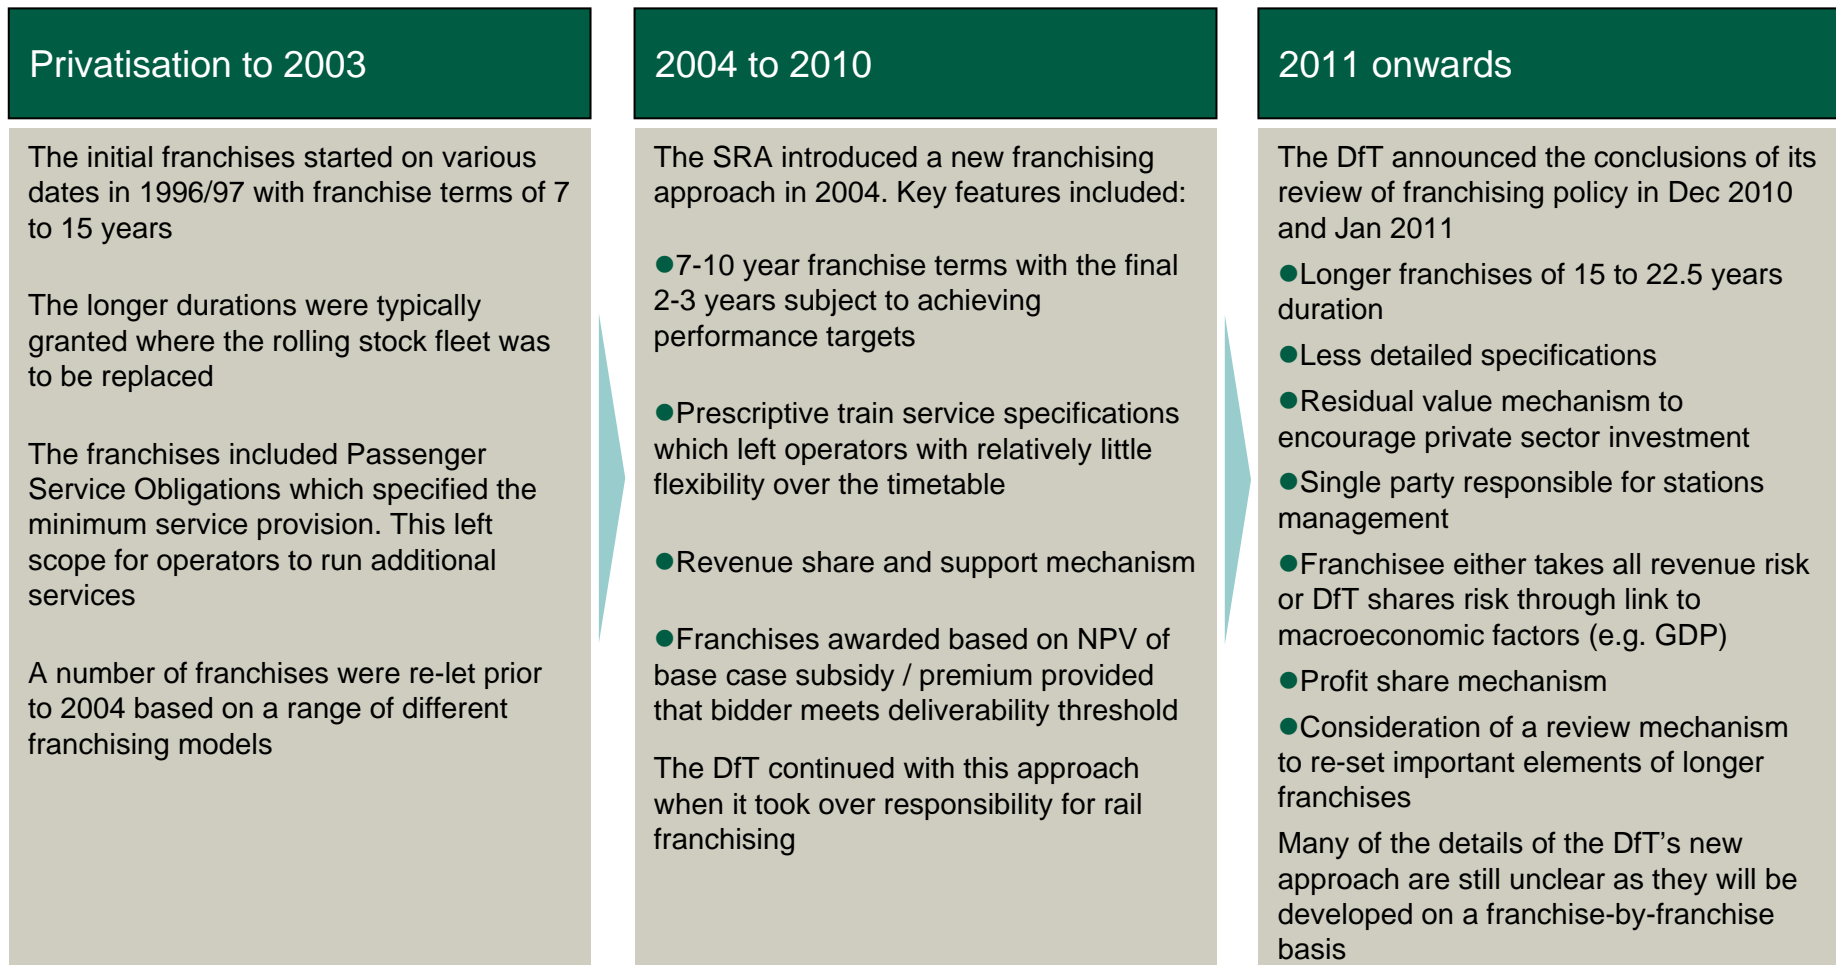 Privatisation to 2003
The initial franchises started on various
dates in 1996/97 with franchise terms of 7
to 15 years
The longer durations were typically
granted where the rolling stock fleet was
to be replaced
The franchises included Passenger
Service Obligations which specified the
minimum service provision. This left
scope for operators to run additional
services
A number of franchises were re-let prior
to 2004 based on a range of different
franchising models
2004 to 2010
The SRA introduced a new franchising
approach in 2004. Key features included:
●7-10 year franchise terms with the final
2-3 years subject to achieving
performance targets
●Prescriptive train service specifications
which left operators with relatively little
flexibility over the timetable
●Revenue share and support mechanism
●Franchises awarded based on NPV of
base case subsidy / premium provided
that bidder meets deliverability threshold
The DfT continued with this approach
when it took over responsibility for rail
franchising
2011 onwards
The DfT announced the conclusions of its
review of franchising policy in Dec 2010
and Jan 2011
●Longer franchises of 15 to 22.5 years
duration
●Less detailed specifications
●Residual value mechanism to
encourage private sector investment
●Single party responsible for stations
management
●Franchisee either takes all revenue risk
or DfT shares risk through link to
macroeconomic factors (e.g. GDP)
●Profit share mechanism
●Consideration of a review mechanism
to re-set important elements of longer
franchises
Many of the details of the DfT's new
approach are still unclear as they will be
developed on a franchise-by-franchise
basis